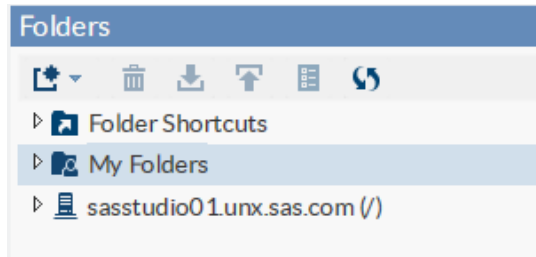 Folders
Folder Shortcuts
My Folders
sasstudio01.unx.sas.com (/)